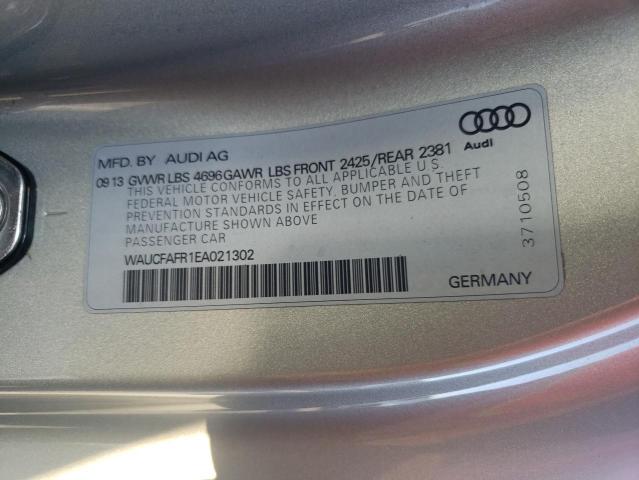 MFD. BY AUDI AG
09 13 GVWR LBS 4696 GAWR LBS FRONT 2425/REAR 2381
THIS VEHICLE CONFORMS TO ALL APPLICABLE U.S.
FEDERAL MOTOR VEHICLE SAFETY, BUMPER AND THEFT
PREVENTION STANDARDS IN EFFECT ON THE DATE OF
MANUFACTURE SHOWN ABOVE
PASSENGER CAR
WAUCFAFR1EA021302
GERMANY
Audi
3710508